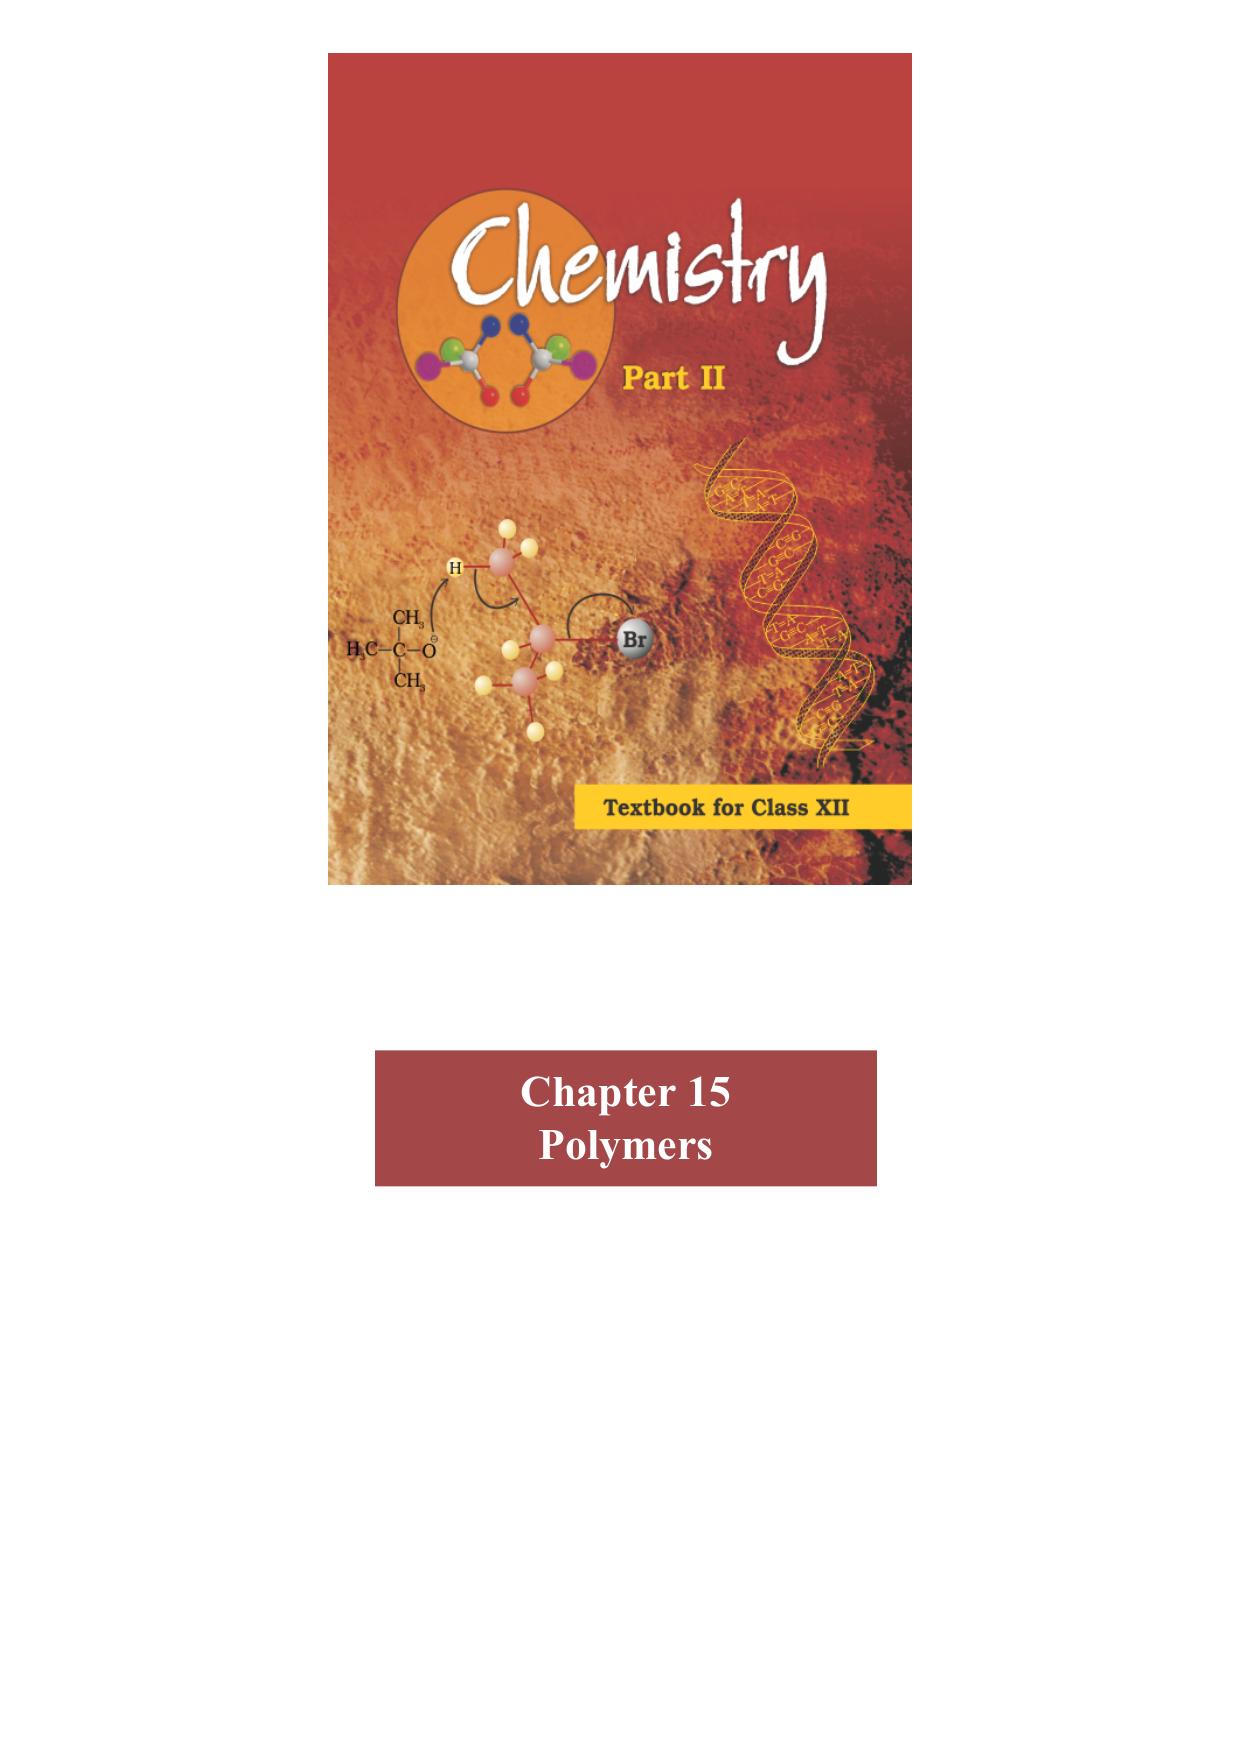 Chemistry
Part II
H
CH₃
H₃C–C–O⊖
CH₃
Br
Textbook for Class XII
Chapter 15
Polymers